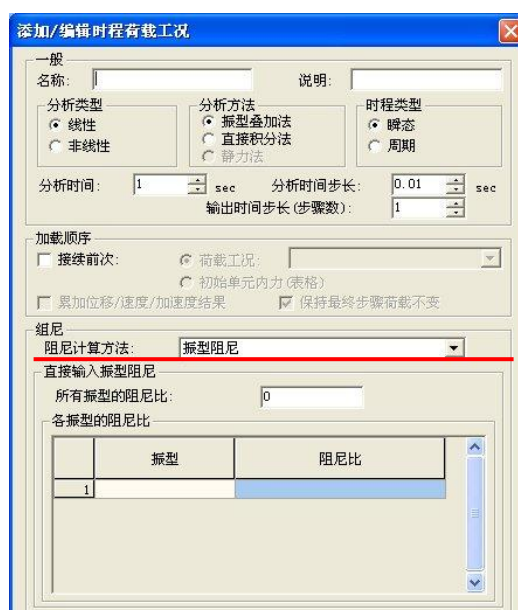 添加/编辑时程荷载工况
一般
名称: 说明:
分析类型 分析方法 时程类型
线性 振型叠加法 瞬态
非线性 直接积分法 周期
静力法
分析时间: 1 sec 分析时间步长: 0.01 sec
输出时间步长(步骤数): 1
加载顺序
接续前次: 荷载工况:
初始单元内力(表格)
累加位移/速度/加速度结果 保持最终步骤荷载不变
组尼
阻尼计算方法: 振型阻尼
直接输入振型阻尼
所有振型的阻尼比: 0
各振型的阻尼比
振型 阻尼比
1